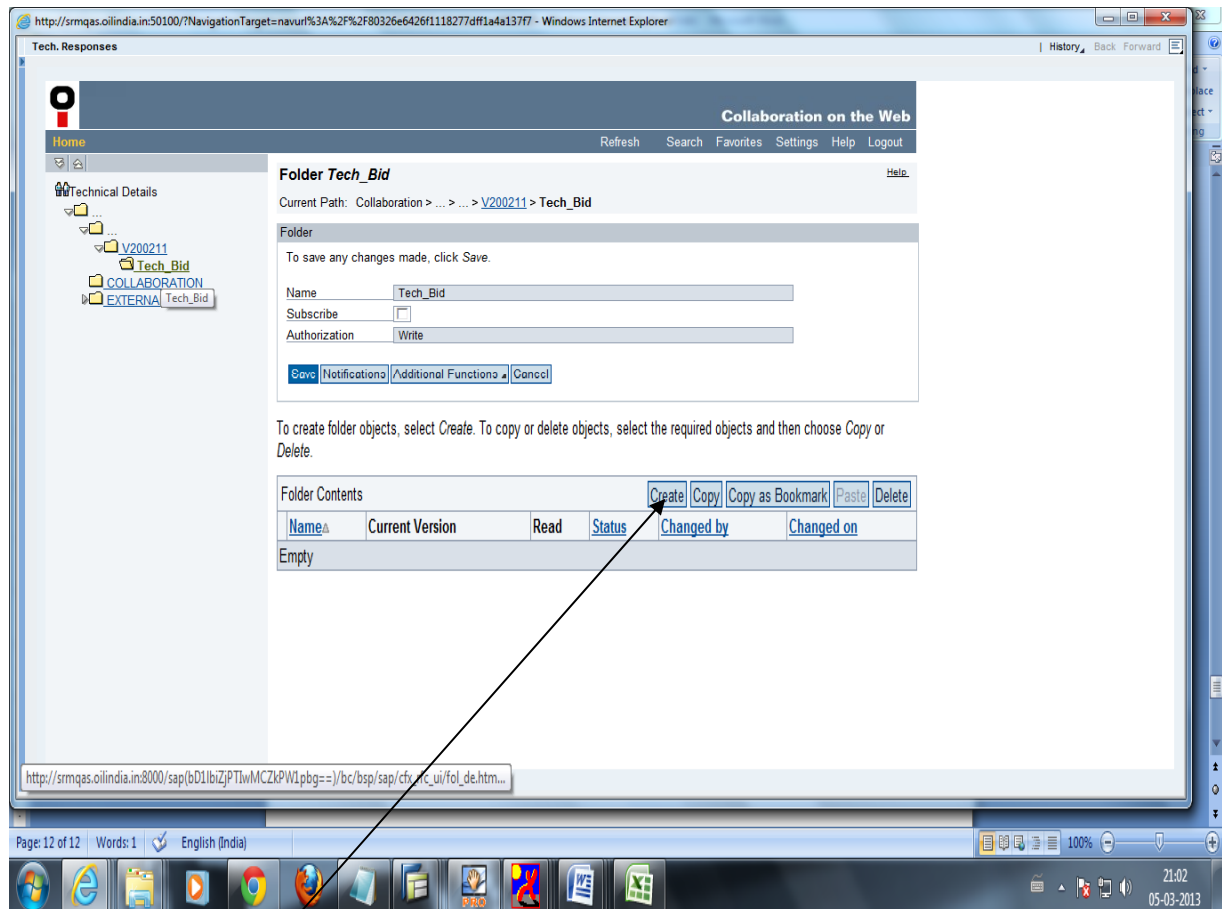 http://srmqas.oilindia.in:50100/?NavigationTarget=navurl%3A%2F%2F80326e6426f1118277dff1a4a137f7 - Windows Internet Explorer
Tech. Responses | History Back Forward
Collaboration on the Web
Home Refresh Search Favorites Settings Help Logout
Technical Details
...
...
V200211
Tech_Bid
COLLABORATION
EXTERNA
Tech_Bid
Folder Tech_Bid Help
Current Path: Collaboration > ... > ... > V200211 > Tech_Bid
Folder
To save any changes made, click Save.
Name Tech_Bid
Subscribe
Authorization Write
Save Notifications Additional Functions Cancel
To create folder objects, select Create. To copy or delete objects, select the required objects and then choose Copy or
Delete.
Folder Contents Create Copy Copy as Bookmark Paste Delete
Name Current Version Read Status Changed by Changed on
Empty
Page: 12 of 12 Words: 1 English (India) 100%
PRO
21:02
05-03-2013